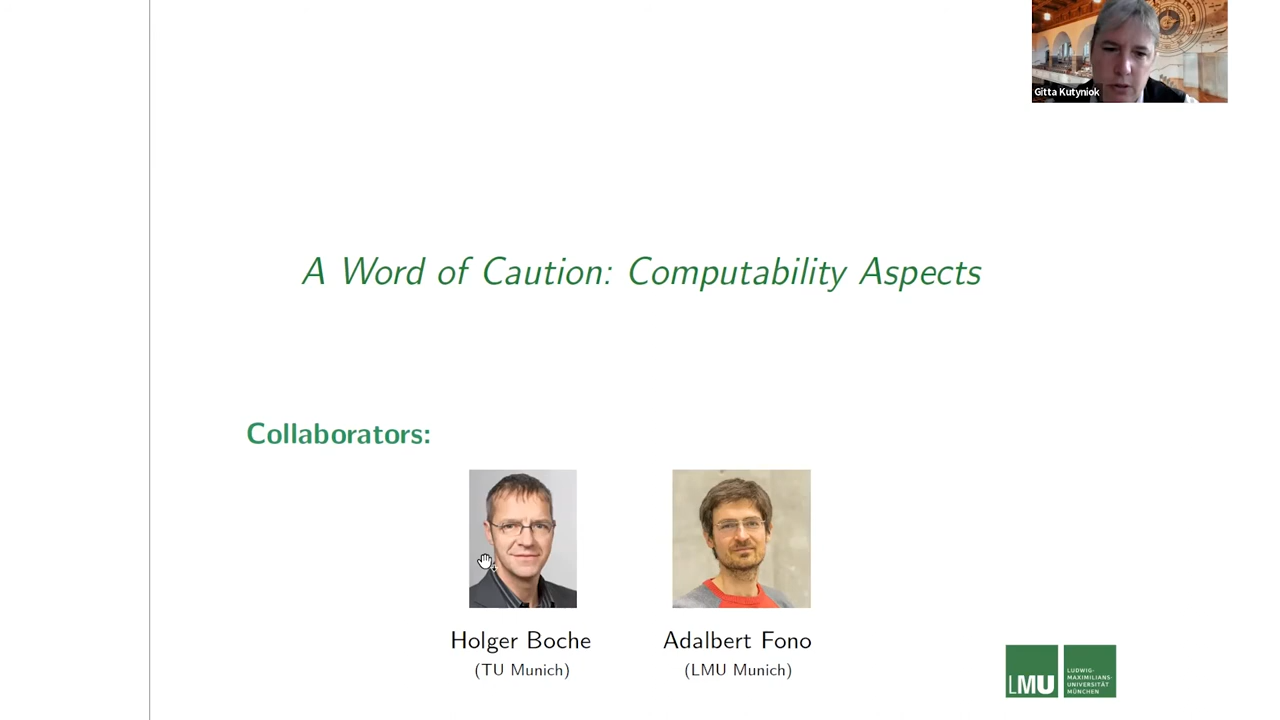 Gitta Kutyniok
A Word of Caution: Computability Aspects
Collaborators:
Holger Boche
(TU Munich)
Adalbert Fono
(LMU Munich)
LMU
LUDWIG-
MAXIMILIANS-
UNIVERSITÄT
MÜNCHEN